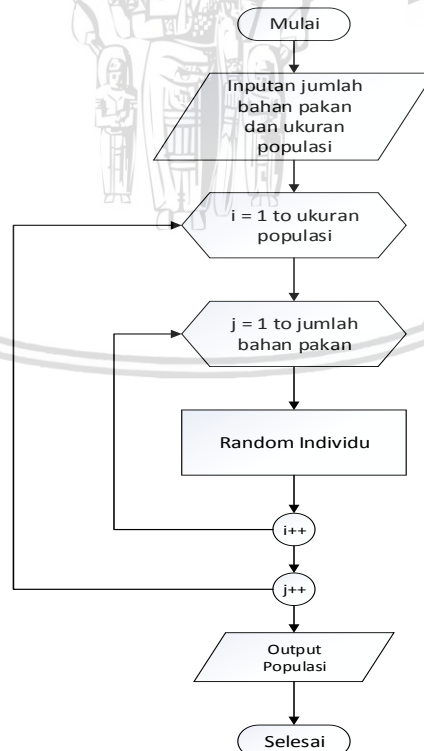 Mulai
Inputan jumlah
bahan pakan
dan ukuran
populasi
i = 1 to ukuran
populasi
j = 1 to jumlah
bahan pakan
Random Individu
i++
j++
Output
Populasi
Selesai